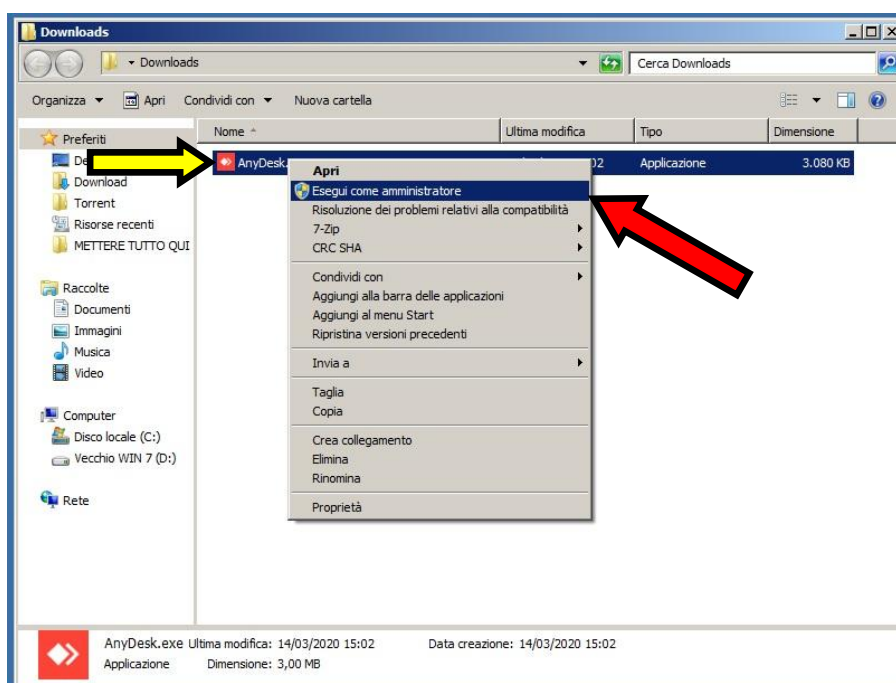 Downloads
Downloads
Cerca Downloads
Organizza Apri Condividi con Nuova cartella
Nome Ultima modifica Tipo Dimensione
Preferiti
Download
Torrent
Risorse recenti
METTERE TUTTO QUI
Raccolte
Documenti
Immagini
Musica
Video
Computer
Disco locale (C:)
Vecchio WIN 7 (D:)
Rete
AnyDesk. 02 Applicazione 3.080 KB
Apri
Esegui come amministratore
Risoluzione dei problemi relativi alla compatibilità
7-Zip
CRC SHA
Condividi con
Aggiungi alla barra delle applicazioni
Aggiungi al menu Start
Ripristina versioni precedenti
Invia a
Taglia
Copia
Crea collegamento
Elimina
Rinomina
Proprietà
AnyDesk.exe Ultima modifica: 14/03/2020 15:02 Data creazione: 14/03/2020 15:02
Applicazione Dimensione: 3,00 MB